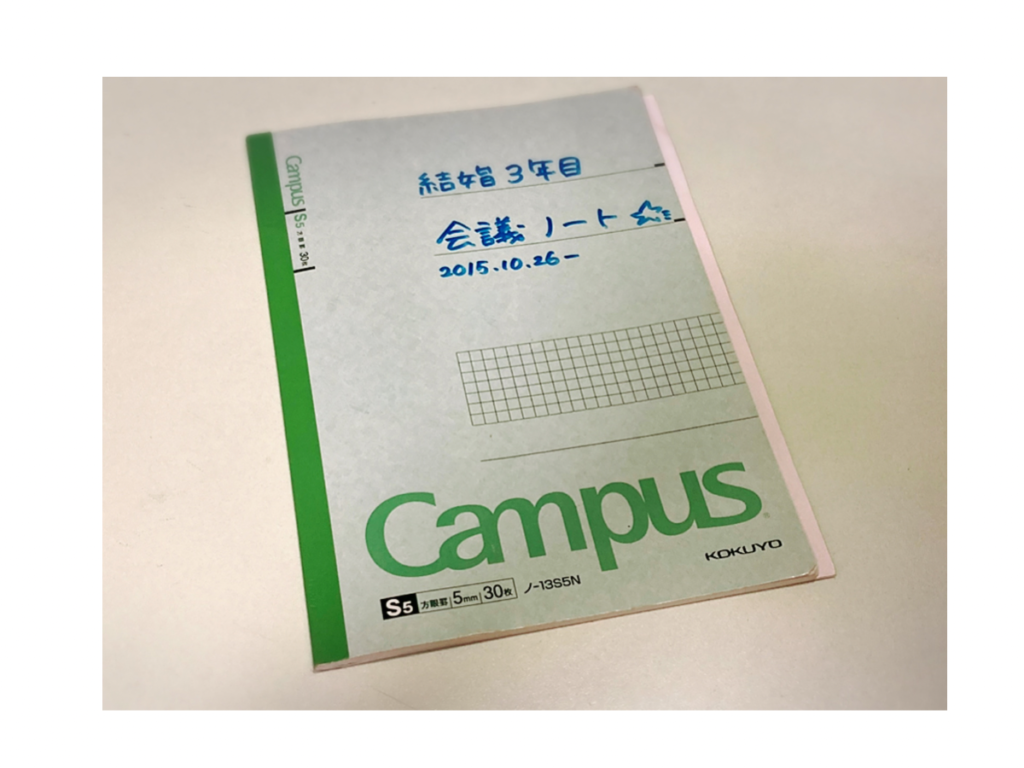 結婚3年目
会議ノート☆
2015.10.26-
Campus S5 方眼罫 30枚
Campus
KOKUYO
S5 方眼罫 5mm 30枚 ノ-13S5N